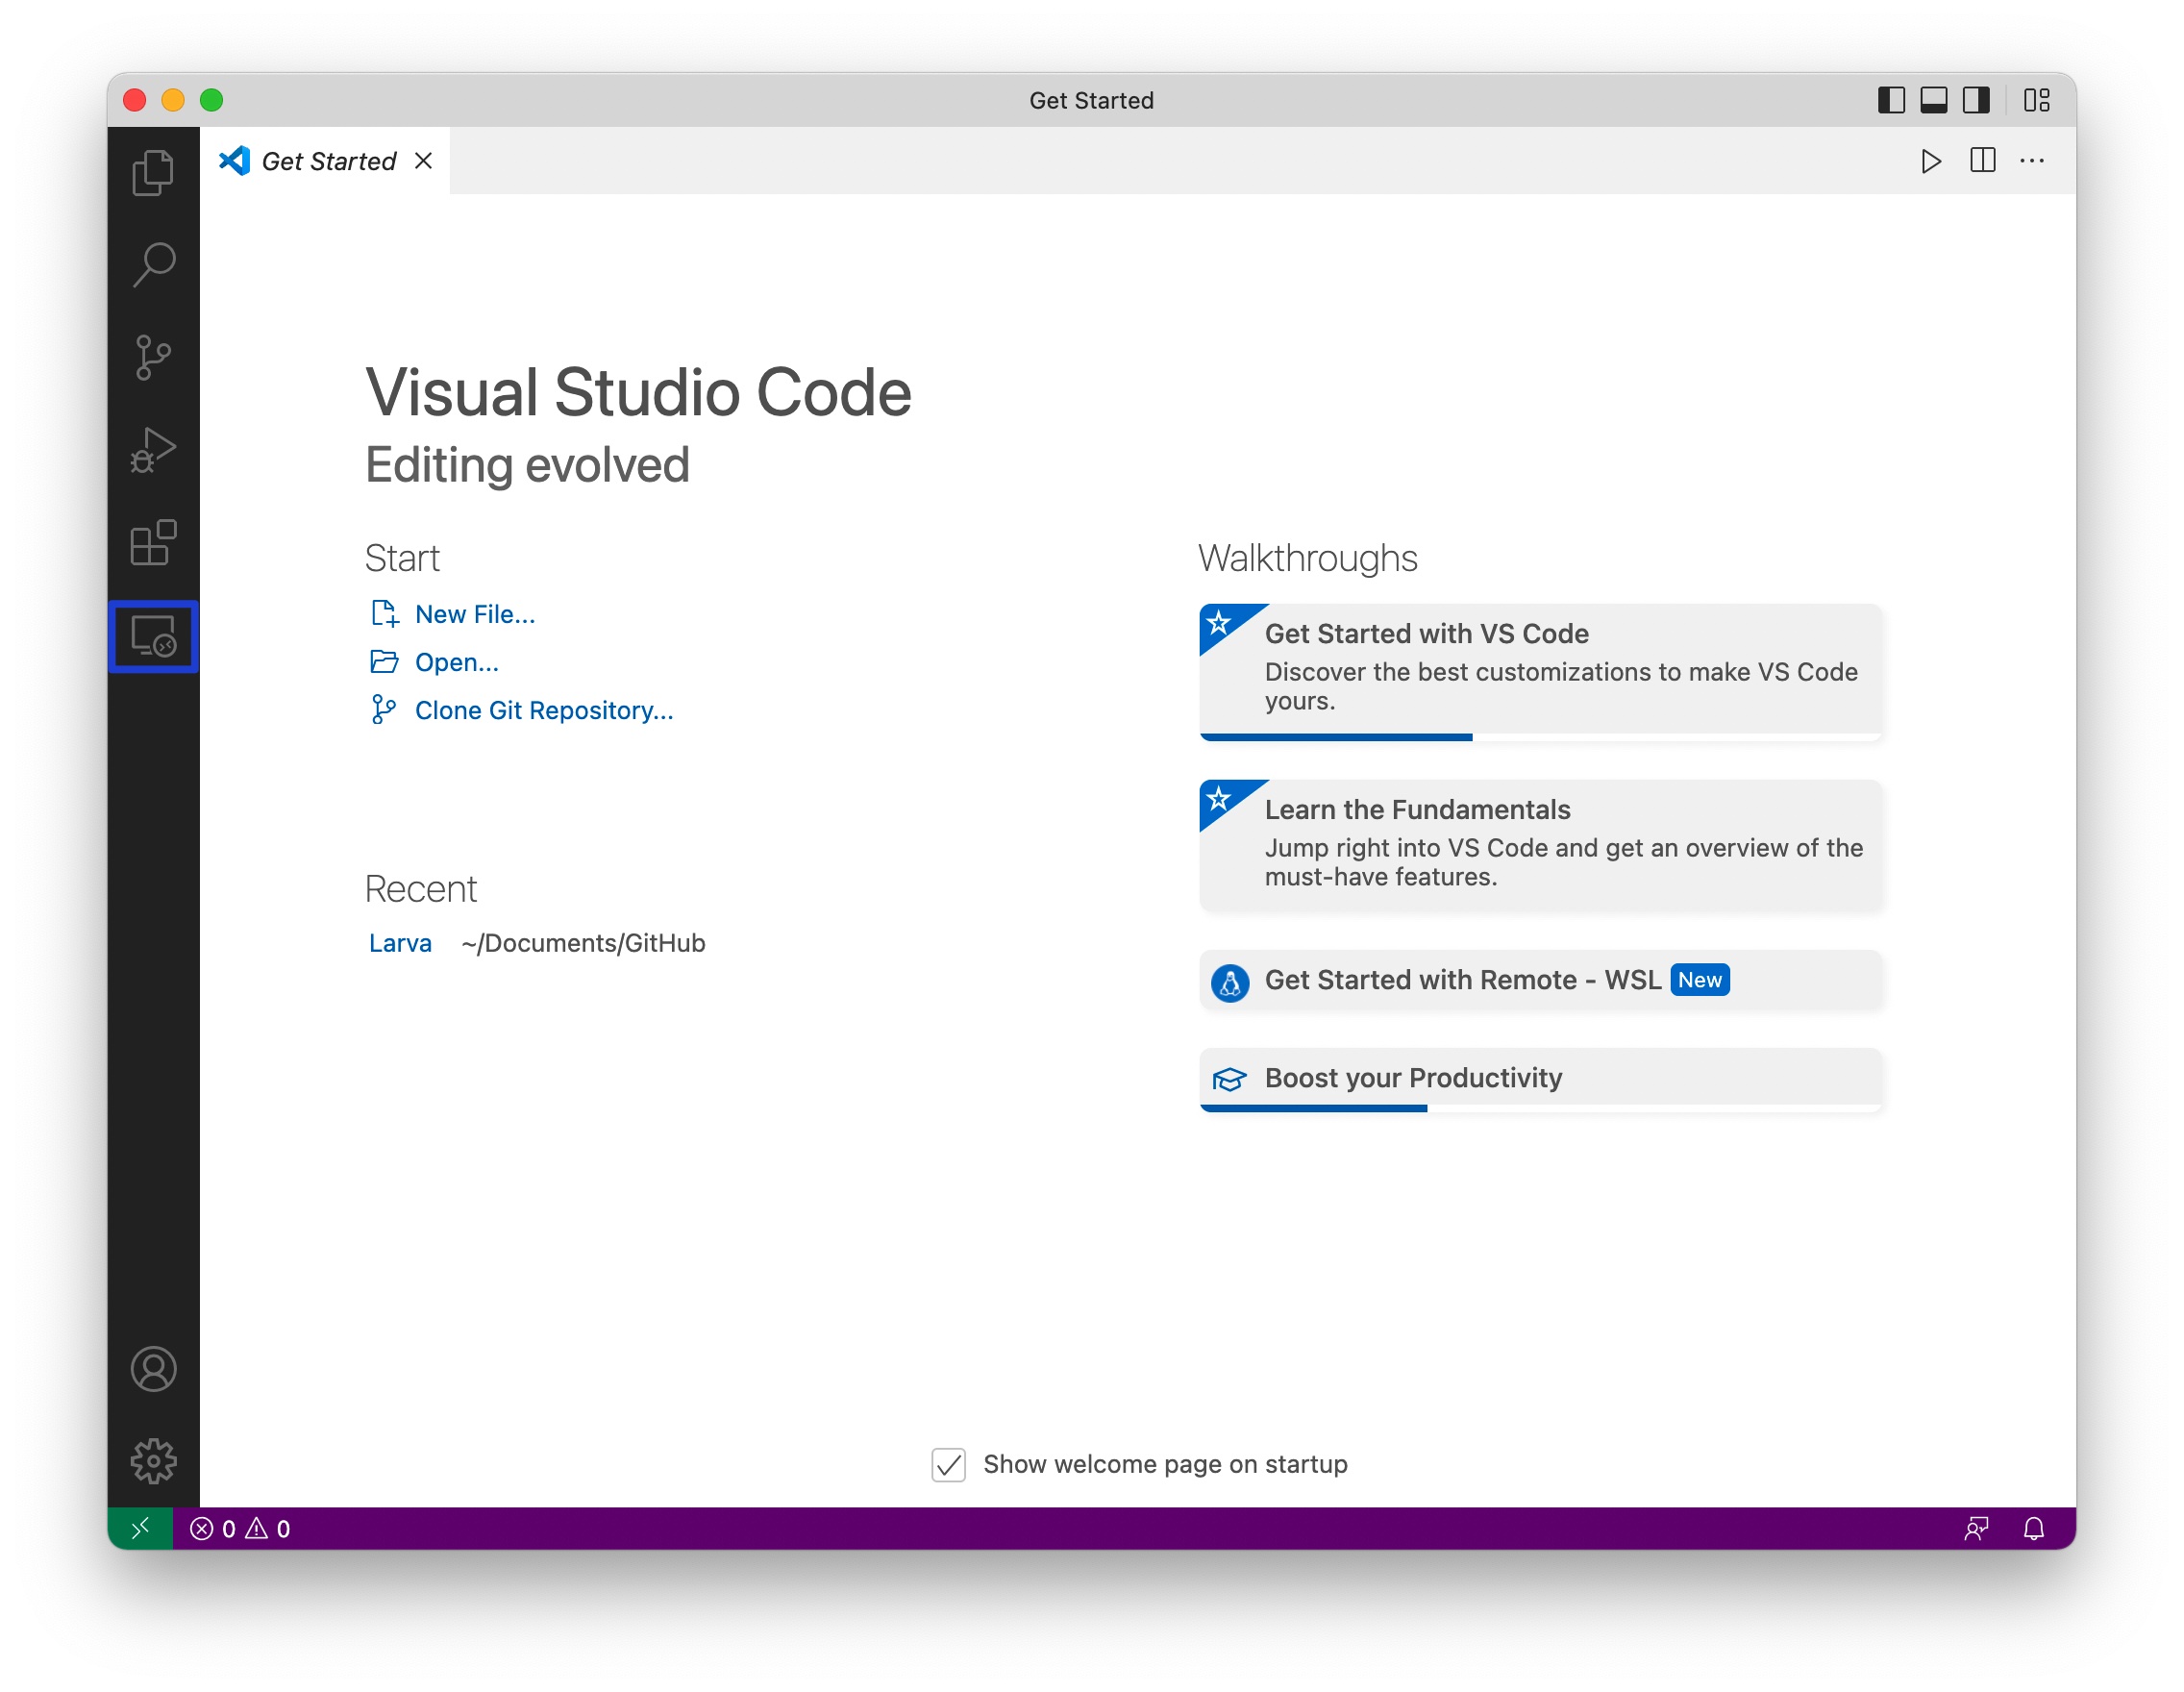 Get Started
Get Started
Visual Studio Code
Editing evolved
Start
New File...
Open...
Clone Git Repository...
Recent
Larva ~/Documents/GitHub
Walkthroughs
Get Started with VS Code
Discover the best customizations to make VS Code
yours.
Learn the Fundamentals
Jump right into VS Code and get an overview of the
must-have features.
Get Started with Remote - WSL New
Boost your Productivity
Show welcome page on startup
0 0